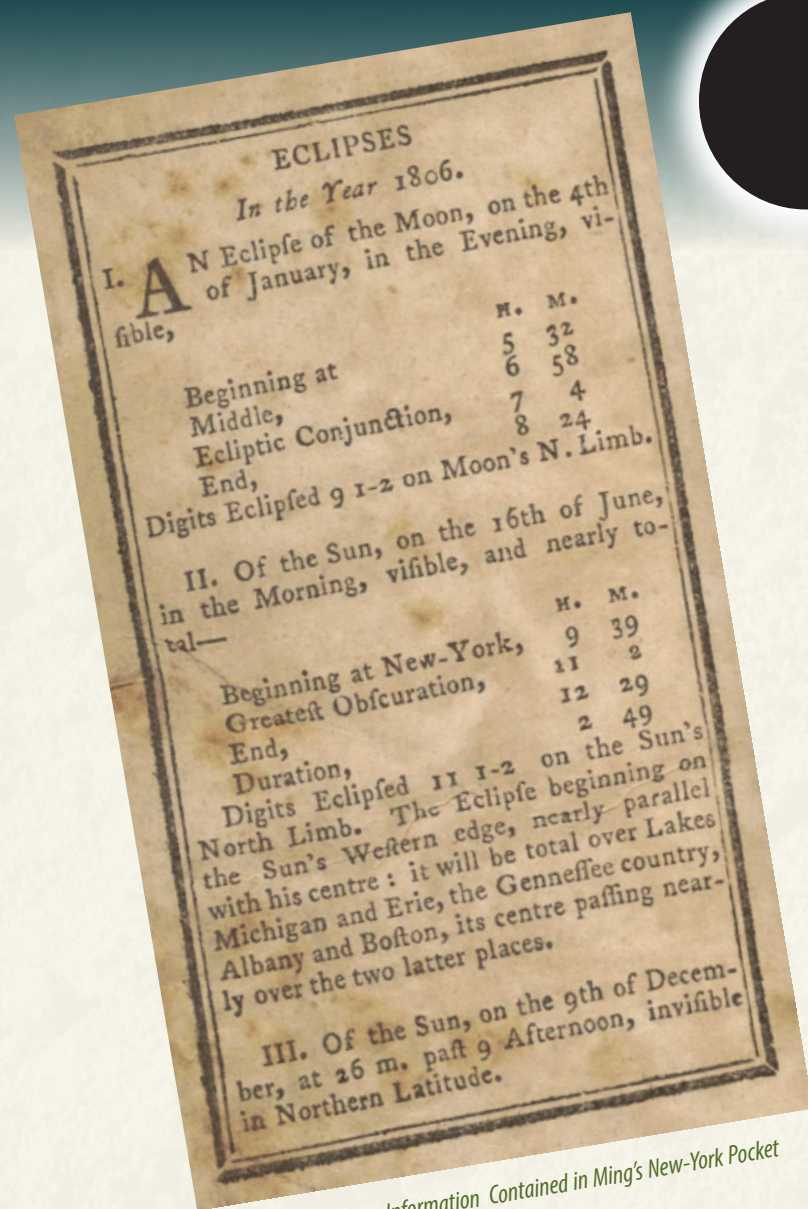 ECLIPSES
In the Year 1806.
I. AN Eclipſe of the Moon, on the 4th
of January, in the Evening, vi-
ſible,
H. M.
Beginning at 5 32
Middle, 6 58
Ecliptic Conjunction, 7 4
End, 8 24
Digits Eclipſed 9 1-2 on Moon's N. Limb.
II. Of the Sun, on the 16th of June,
in the Morning, viſible, and nearly to-
tal—
H. M.
Beginning at New-York, 9 39
Greateſt Obſcuration, 11 2
End, 12 29
Duration, 2 49
Digits Eclipſed 11 1-2 on the Sun's
North Limb. The Eclipſe beginning on
the Sun's Weſtern edge, nearly parallel
with his centre : it will be total over Lakes
Michigan and Erie, the Genneſſee country,
Albany and Boſton, its centre paſſing near-
ly over the two latter places.
III. Of the Sun, on the 9th of Decem-
ber, at 26 m. paſt 9 Afternoon, inviſible
in Northern Latitude.
Information Contained in Ming's New-York Pocket